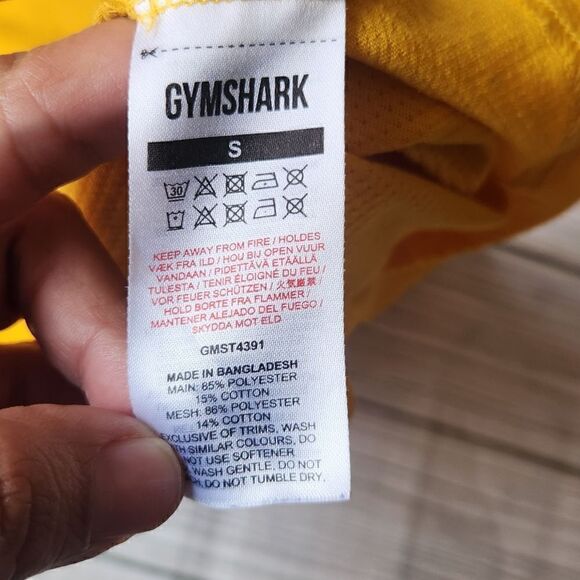 GYMSHARK
S
30
KEEP AWAY FROM FIRE / HOLDES
VÆK FRA ILD / HOU BIJ OPEN VUUR
VANDAAN / PIDETTÄVÄ ETÄÄLLÄ
TULESTA / TENIR ÉLOIGNÉ DU FEU /
VOR FEUER SCHÜTZEN / 火気厳禁 /
HOLD BORTE FRA FLAMMER /
MANTENER ALEJADO DEL FUEGO /
SKYDDA MOT ELD
GMST4391
MADE IN BANGLADESH
MAIN: 85% POLYESTER
15% COTTON
MESH: 86% POLYESTER
14% COTTON
EXCLUSIVE OF TRIMS, WASH
SIMILAR COLOURS, DO
NOT USE SOFTENER
WASH GENTLE, DO NOT
DO NOT TUMBLE DRY.